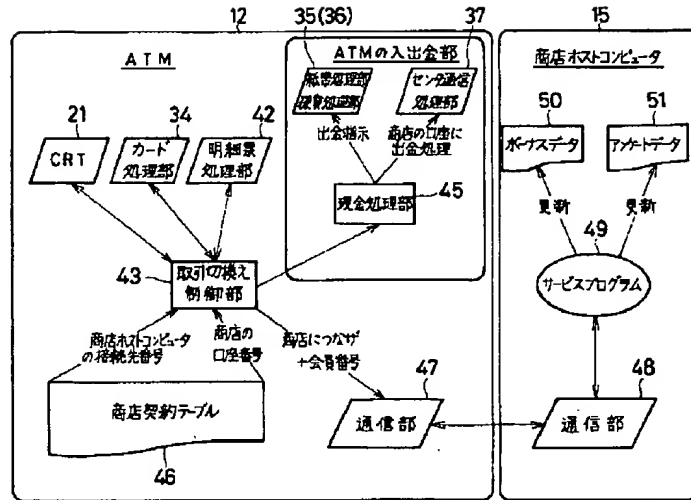 12
15
ATM
35(36)
37
ATMの入出金部
商店ホストコンピュータ
紙幣処理部
硬貨処理部
センタ通信
処理部
50
51
21
34
42
CRT
カード
処理部
明細票
処理部
出金指示
商店の口座に
出金処理
ボーナスデータ
アンケートデータ
現金処理部
45
更新
更新
49
43
取引切換え
制御部
サービスプログラム
商店ホストコンピュータ
の接続先番号
商店の
口座番号
商店につなげ
+会員番号
47
48
商店契約テーブル
通信部
通信部
46